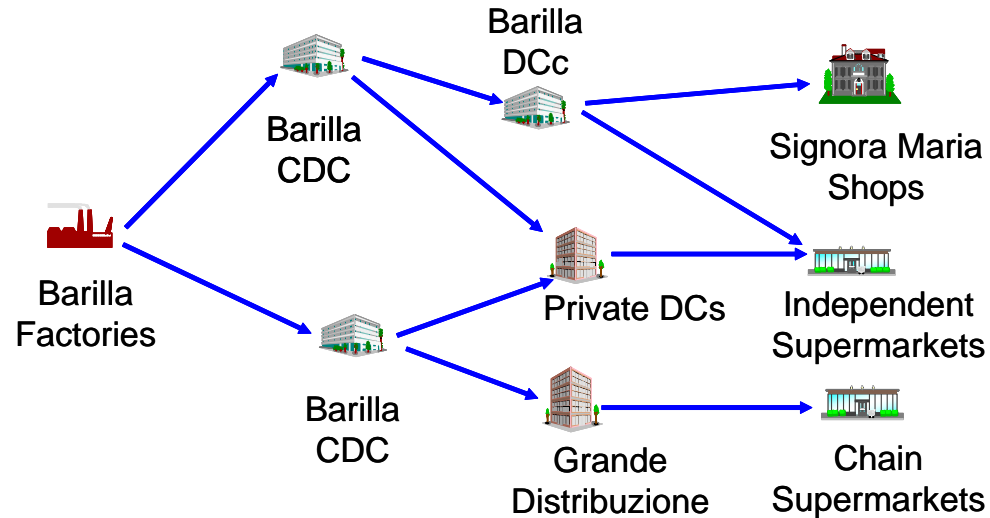 Barilla
DCc
Barilla
CDC
Signora Maria
Shops
Barilla
Factories
Private DCs
Independent
Supermarkets
Barilla
CDC
Grande
Distribuzione
Chain
Supermarkets